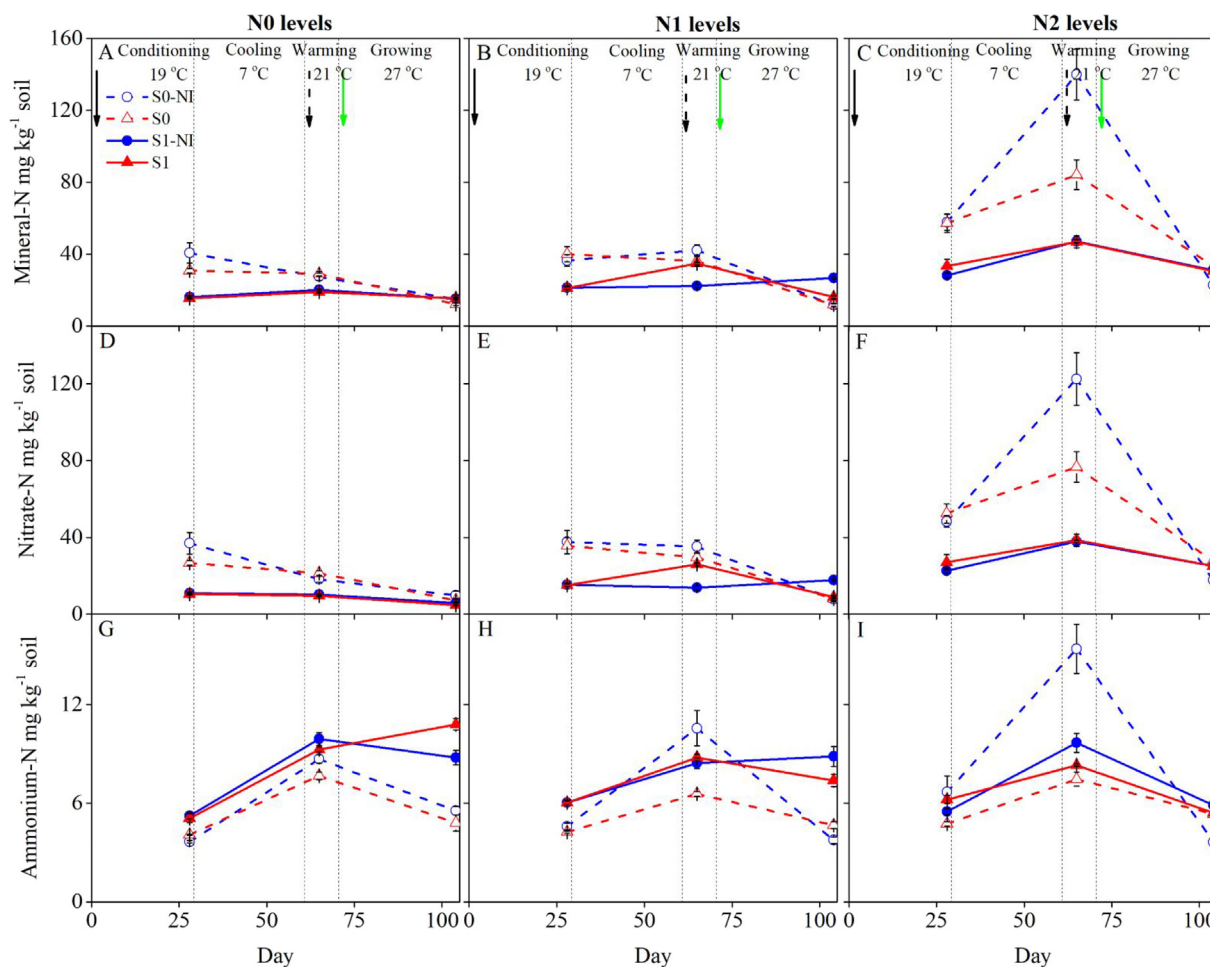 N0 levels N1 levels N2 levels
160 A Conditioning Cooling Warming Growing B Conditioning Cooling Warming Growing C Conditioning Cooling Warming Growing
19 °C 7 °C 21 °C 27 °C 19 °C 7 °C 21 °C 27 °C 19 °C 7 °C 21 °C 27 °C
S0-NI
S0
S1-NI
S1
120
80
40
0
Mineral-N mg kg⁻¹ soil
D E F
120
80
40
0
Nitrate-N mg kg⁻¹ soil
G H I
12
6
0
Ammonium-N mg kg⁻¹ soil
0 25 50 75 100 0 25 50 75 100 0 25 50 75 100
Day Day Day